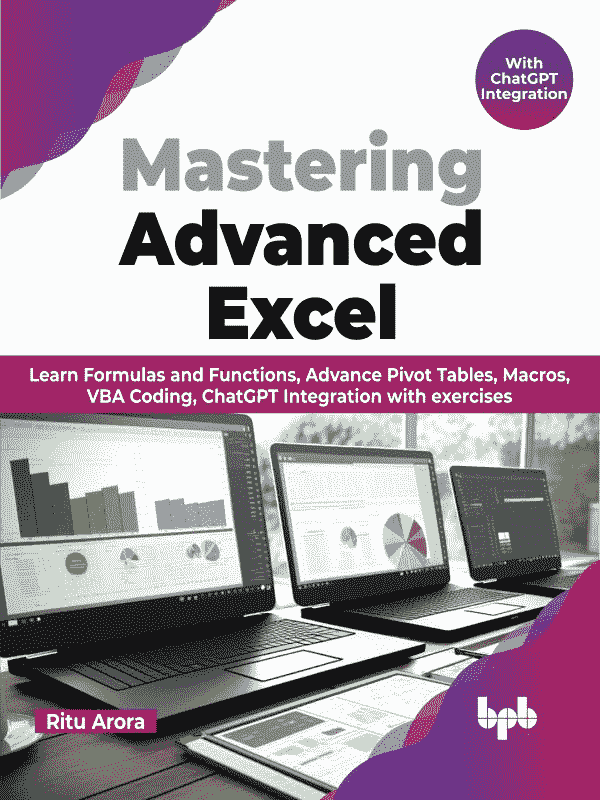 With
ChatGPT
Integration
Mastering
Advanced
Excel
Learn Formulas and Functions, Advance Pivot Tables, Macros,
VBA Coding, ChatGPT Integration with exercises
Ritu Arora
bpb